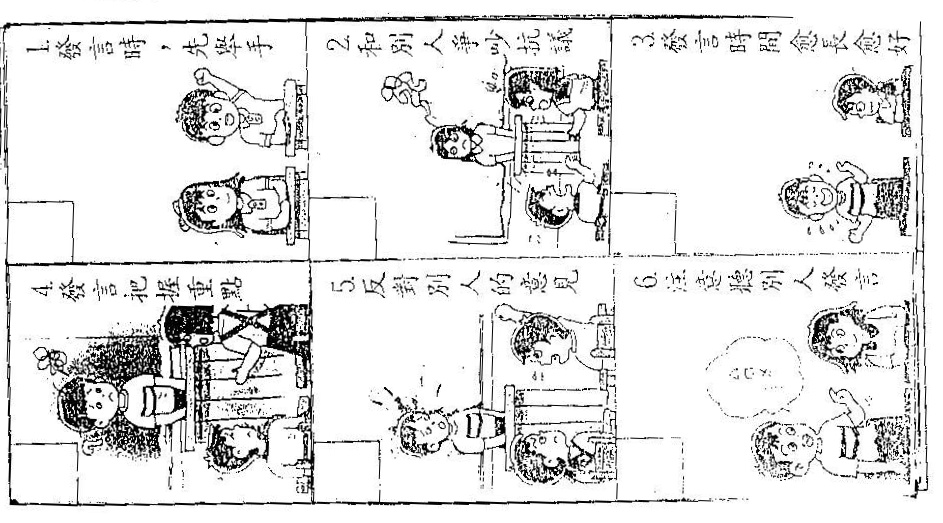 1. 發言時，先舉手
2. 和別人爭吵抗議
3. 發言時間愈長愈好
4. 發言把握重點
5. 反對別人的意見
6. 注意聽別人發言